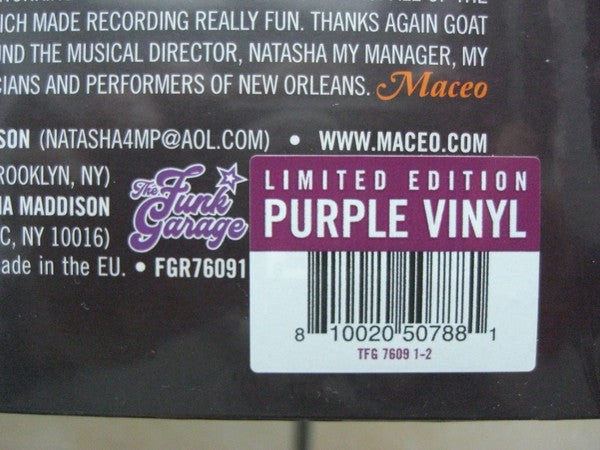 ICH MADE RECORDING REALLY FUN. THANKS AGAIN GOAT
UND THE MUSICAL DIRECTOR, NATASHA MY MANAGER, MY
CIANS AND PERFORMERS OF NEW ORLEANS. Maceo
SON (NATASHA4MP@AOL.COM) • WWW.MACEO.COM
ROOKLYN, NY)
A MADDISON
C, NY 10016)
The Funk Garage
ade in the EU. • FGR76091
LIMITED EDITION
PURPLE VINYL
8 10020 50788 1
TFG 7609 1-2